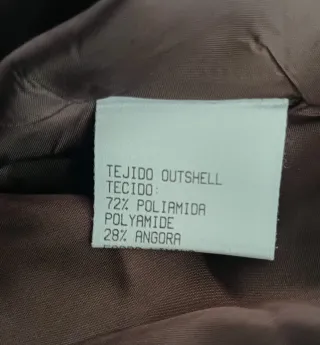 TEJIDO OUTSHELL
TECIDO:
72% POLIAMIDA
POLYAMIDE
28% ANGORA